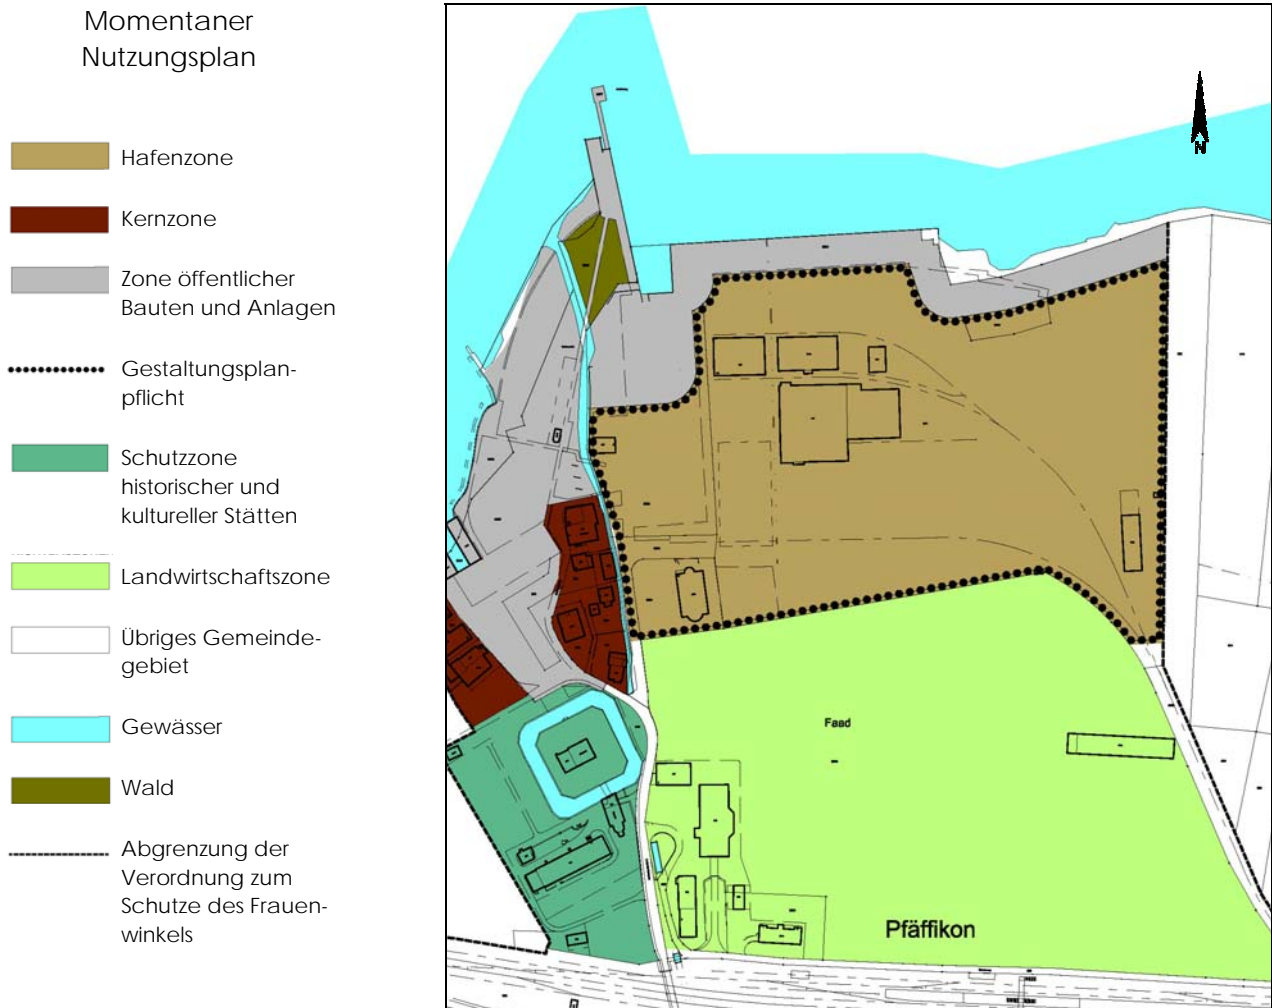 Momentaner
Nutzungsplan
Hafenzone
Kernzone
Zone öffentlicher
Bauten und Anlagen
Gestaltungsplan-
pflicht
Schutzzone
historischer und
kultureller Stätten
Landwirtschaftszone
Übriges Gemeinde-
gebiet
Gewässer
Wald
Abgrenzung der
Verordnung zum
Schutze des Frauen-
winkels
N
Faad
Pfäffikon